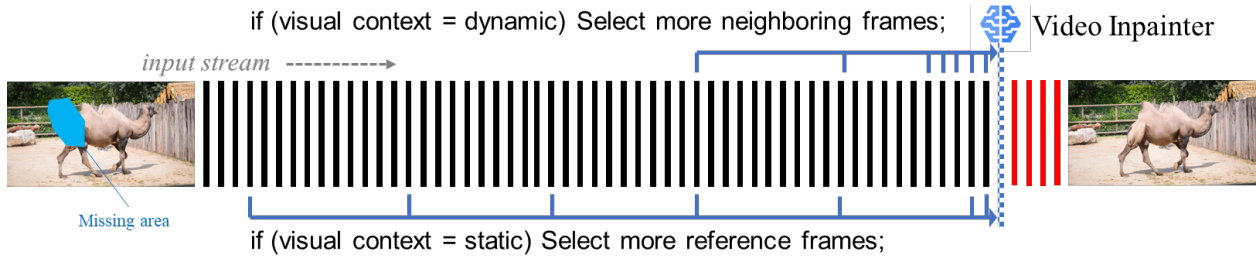 if (visual context = dynamic) Select more neighboring frames;
Video Inpainter
input stream
Missing area
if (visual context = static) Select more reference frames;